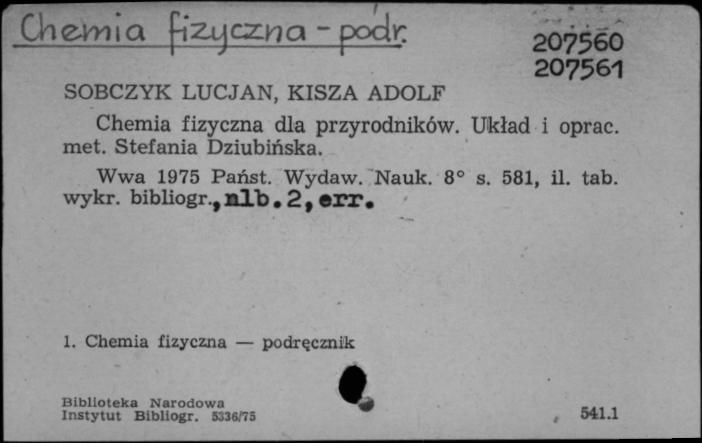 Chemia fizyczna - podr.
207560
207561
SOBCZYK LUCJAN, KISZA ADOLF
Chemia fizyczna dla przyrodników. Układ i oprac.
met. Stefania Dziubińska.
Wwa 1975 Państ. Wydaw. Nauk. 8° s. 581, il. tab.
wykr. bibliogr., nlb. 2, err.
1. Chemia fizyczna — podręcznik
Biblioteka Narodowa
Instytut Bibliogr. 5336/75
541.1